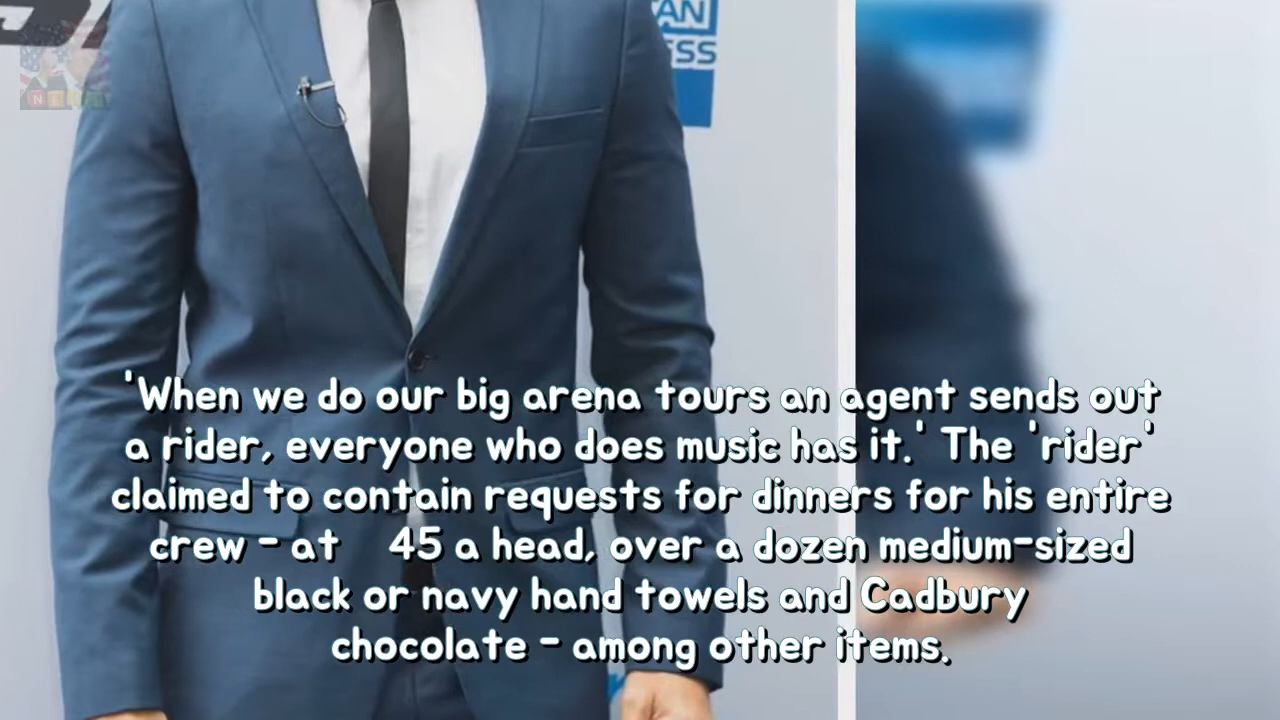 AN
ESS
'When we do our big arena tours an agent sends out
a rider, everyone who does music has it.' The 'rider'
claimed to contain requests for dinners for his entire
crew - at 45 a head, over a dozen medium-sized
black or navy hand towels and Cadbury
chocolate - among other items.